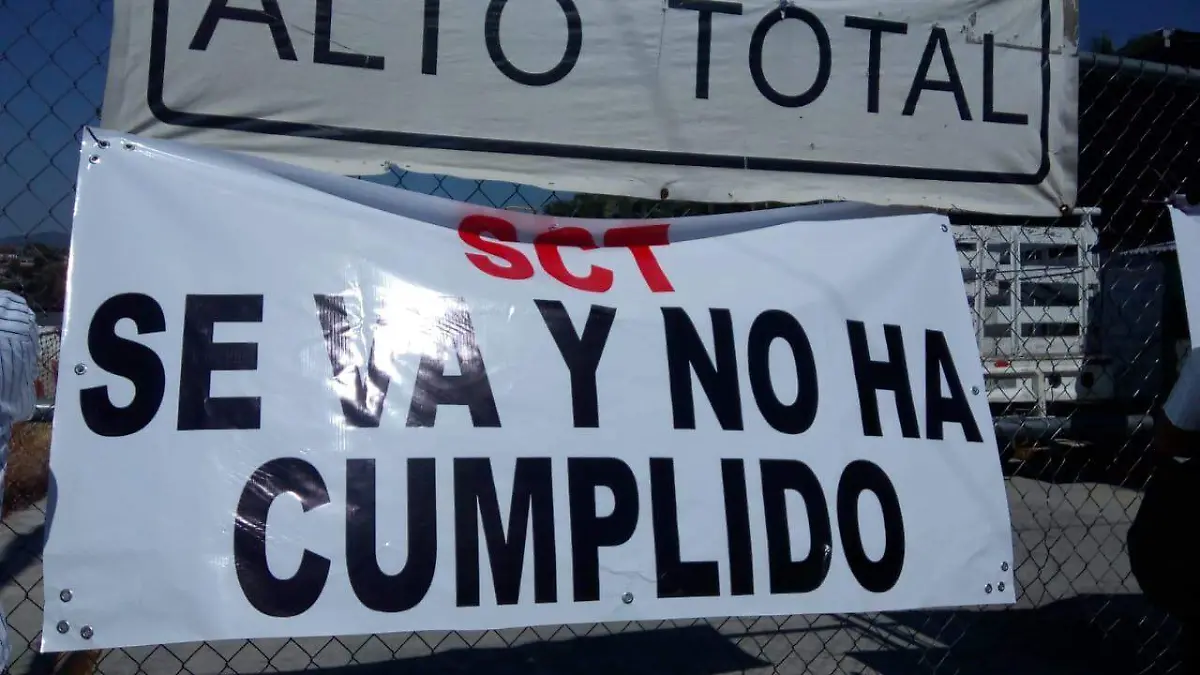 ALTO TOTAL
SCT
SE VA Y NO HA
CUMPLIDO